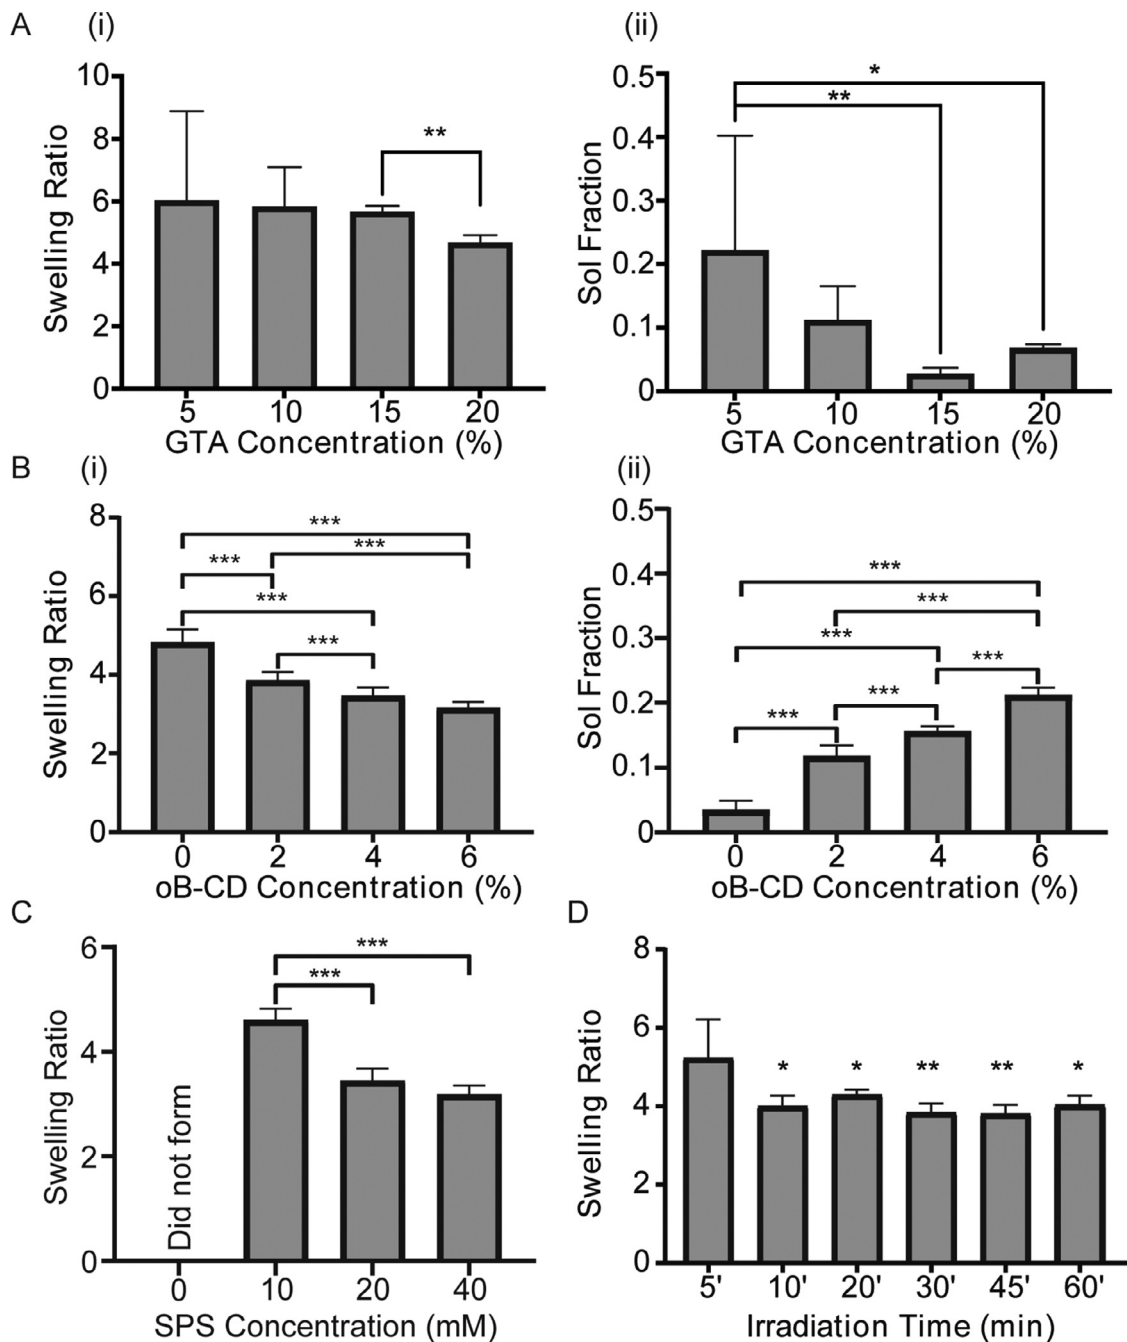 A (i) (ii)
10
8
6
4
2
0
Swelling Ratio
**
5 10 15 20
GTA Concentration (%)
0.5
0.4
0.3
0.2
0.1
0
Sol Fraction
*
**
5 10 15 20
GTA Concentration (%)
B (i) (ii)
8
6
4
2
0
Swelling Ratio
***
***
***
***
***
0 2 4 6
oB-CD Concentration (%)
0.5
0.4
0.3
0.2
0.1
0
Sol Fraction
***
***
***
***
***
***
0 2 4 6
oB-CD Concentration (%)
C
6
4
2
0
Swelling Ratio
Did not form
***
***
0 10 20 40
SPS Concentration (mM)
D
8
6
4
2
0
Swelling Ratio
* * ** ** *
5' 10' 20' 30' 45' 60'
Irradiation Time (min)